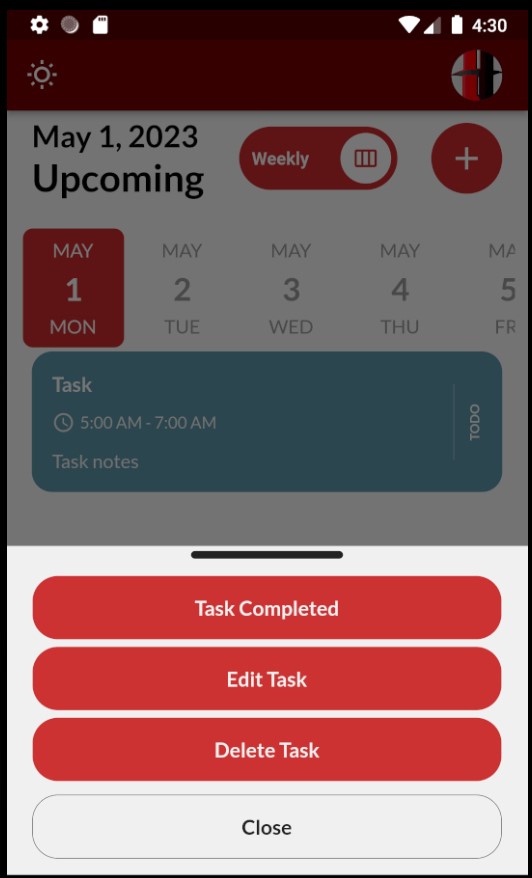 4:30
May 1, 2023
Upcoming
Weekly
MAY MAY MAY MAY MA
1 2 3 4 5
MON TUE WED THU FR
Task
5:00 AM - 7:00 AM
Task notes
TODO
Task Completed
Edit Task
Delete Task
Close